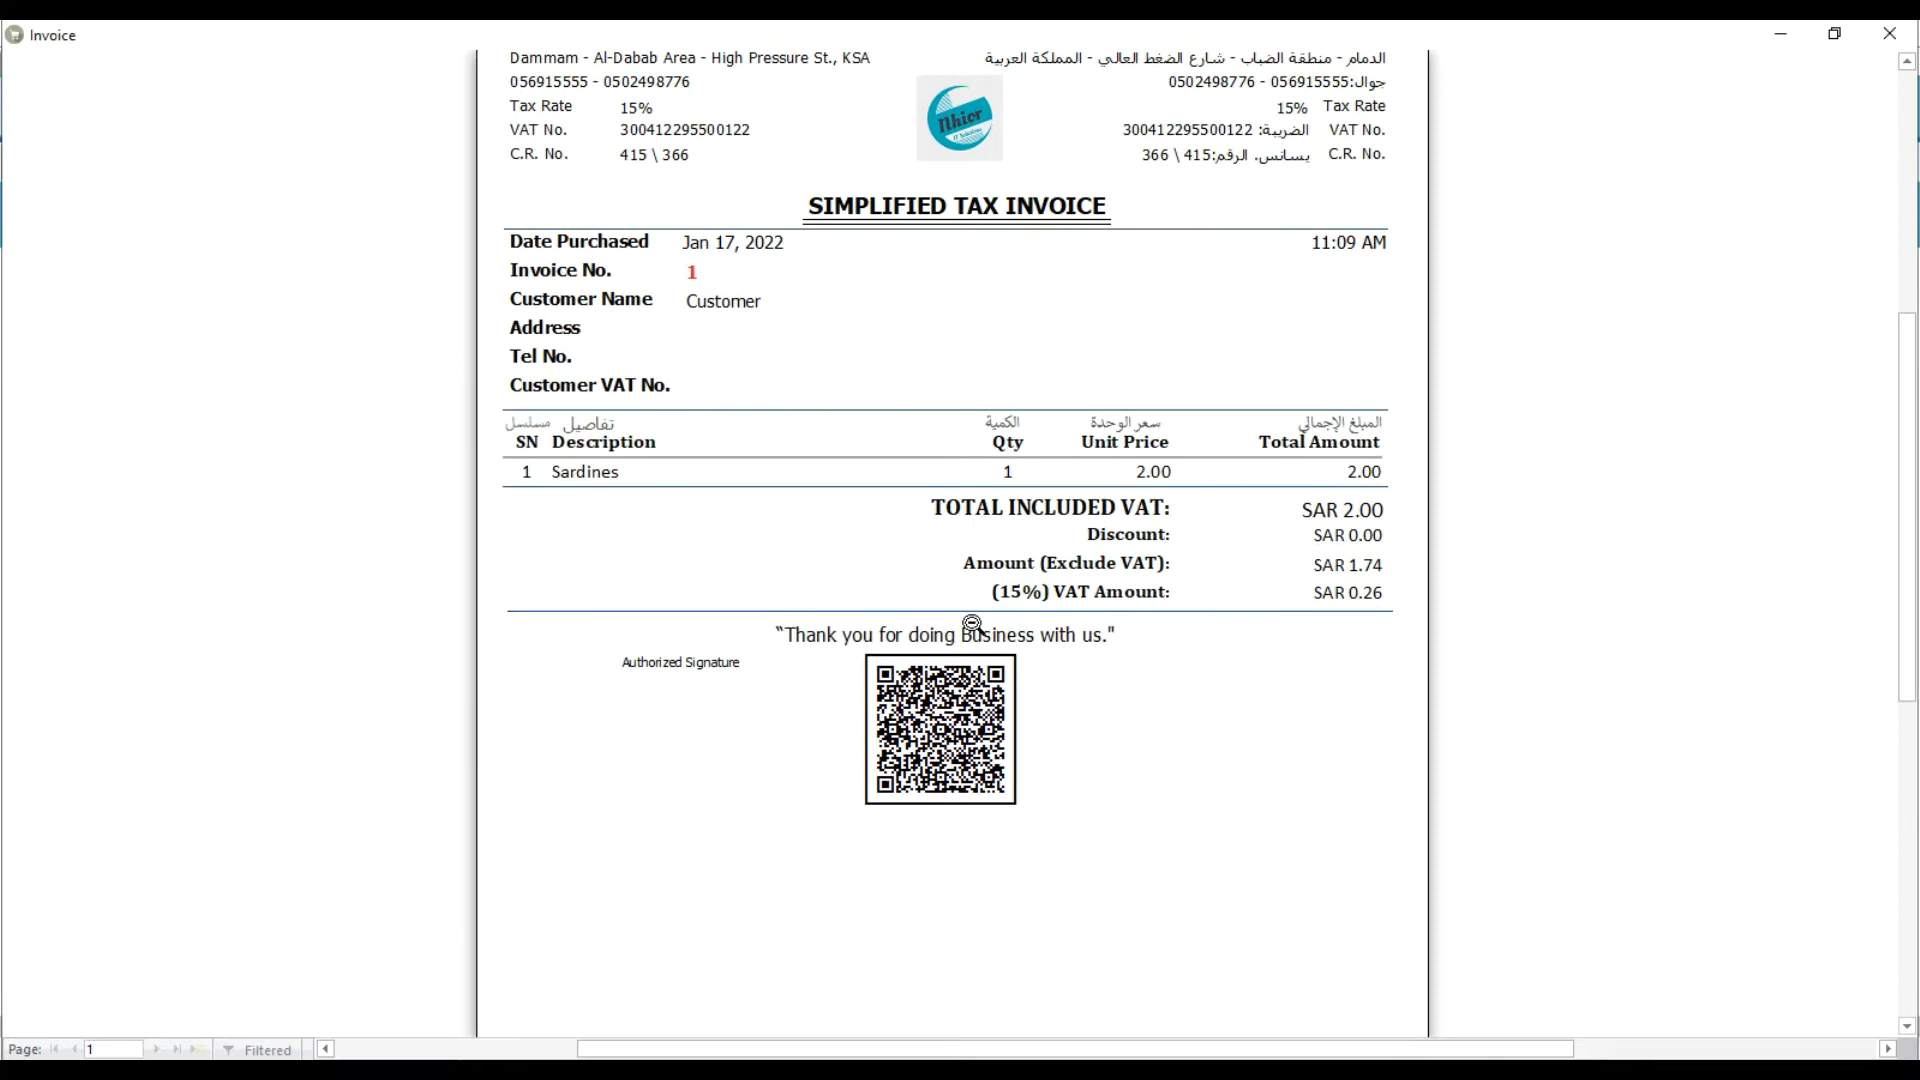 Invoice
Dammam - Al-Dabab Area - High Pressure St., KSA
الدمام - منطقة الضباب - شارع الضغط العالي - المملكة العربية
056915555 - 0502498776
جوال:056915555 - 0502498776
Tax Rate 15%
15% Tax Rate
VAT No. 300412295500122
الضريبة: 300412295500122 VAT No.
C.R. No. 415 \ 366
يسانس. الرقم:415 \ 366 C.R. No.
Nhier
IT Solutions
SIMPLIFIED TAX INVOICE
Date Purchased Jan 17, 2022 11:09 AM
Invoice No. 1
Customer Name Customer
Address
Tel No.
Customer VAT No.
مسلسل تفاصيل الكمية سعر الوحدة المبلغ الإجمالي
SN Description Qty Unit Price Total Amount
1 Sardines 1 2.00 2.00
TOTAL INCLUDED VAT: SAR 2.00
Discount: SAR 0.00
Amount (Exclude VAT): SAR 1.74
(15%) VAT Amount: SAR 0.26
“Thank you for doing Business with us."
Authorized Signature
Page: 1 Filtered